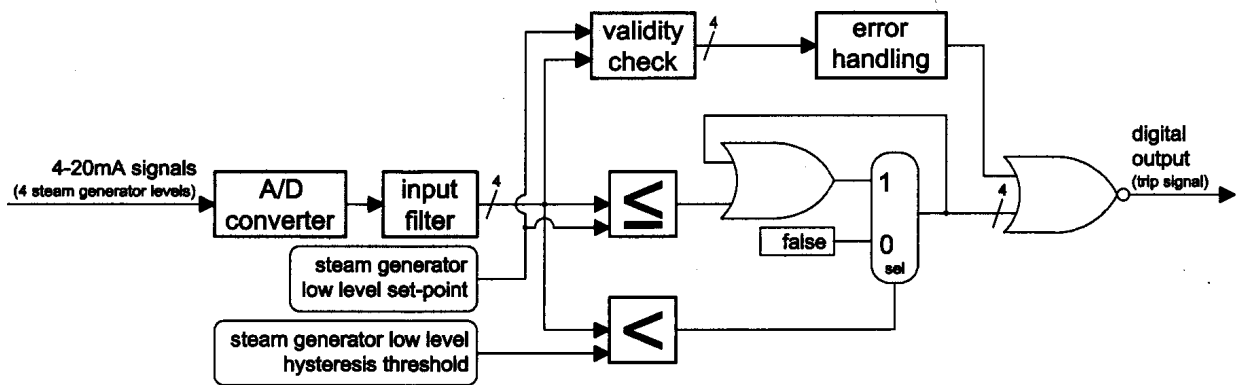 validity
check
4
error
handling
4-20mA signals
(4 steam generator levels)
A/D
converter
input
filter
4
≤
1
false
0
sel
4
digital
output
(trip signal)
steam generator
low level set-point
<
steam generator low level
hysteresis threshold